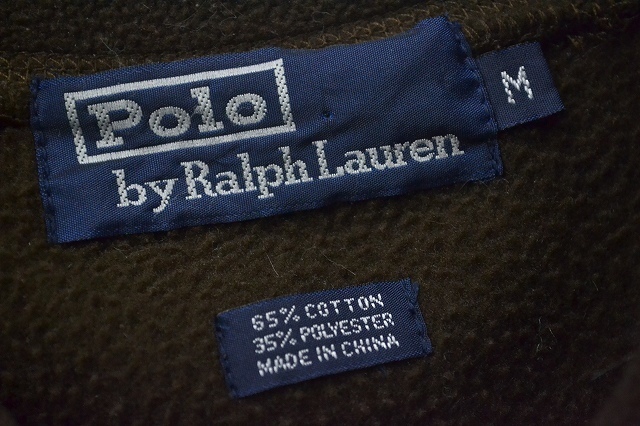 Polo
by Ralph Lauren
M
65% COTTON
35% POLYESTER
MADE IN CHINA